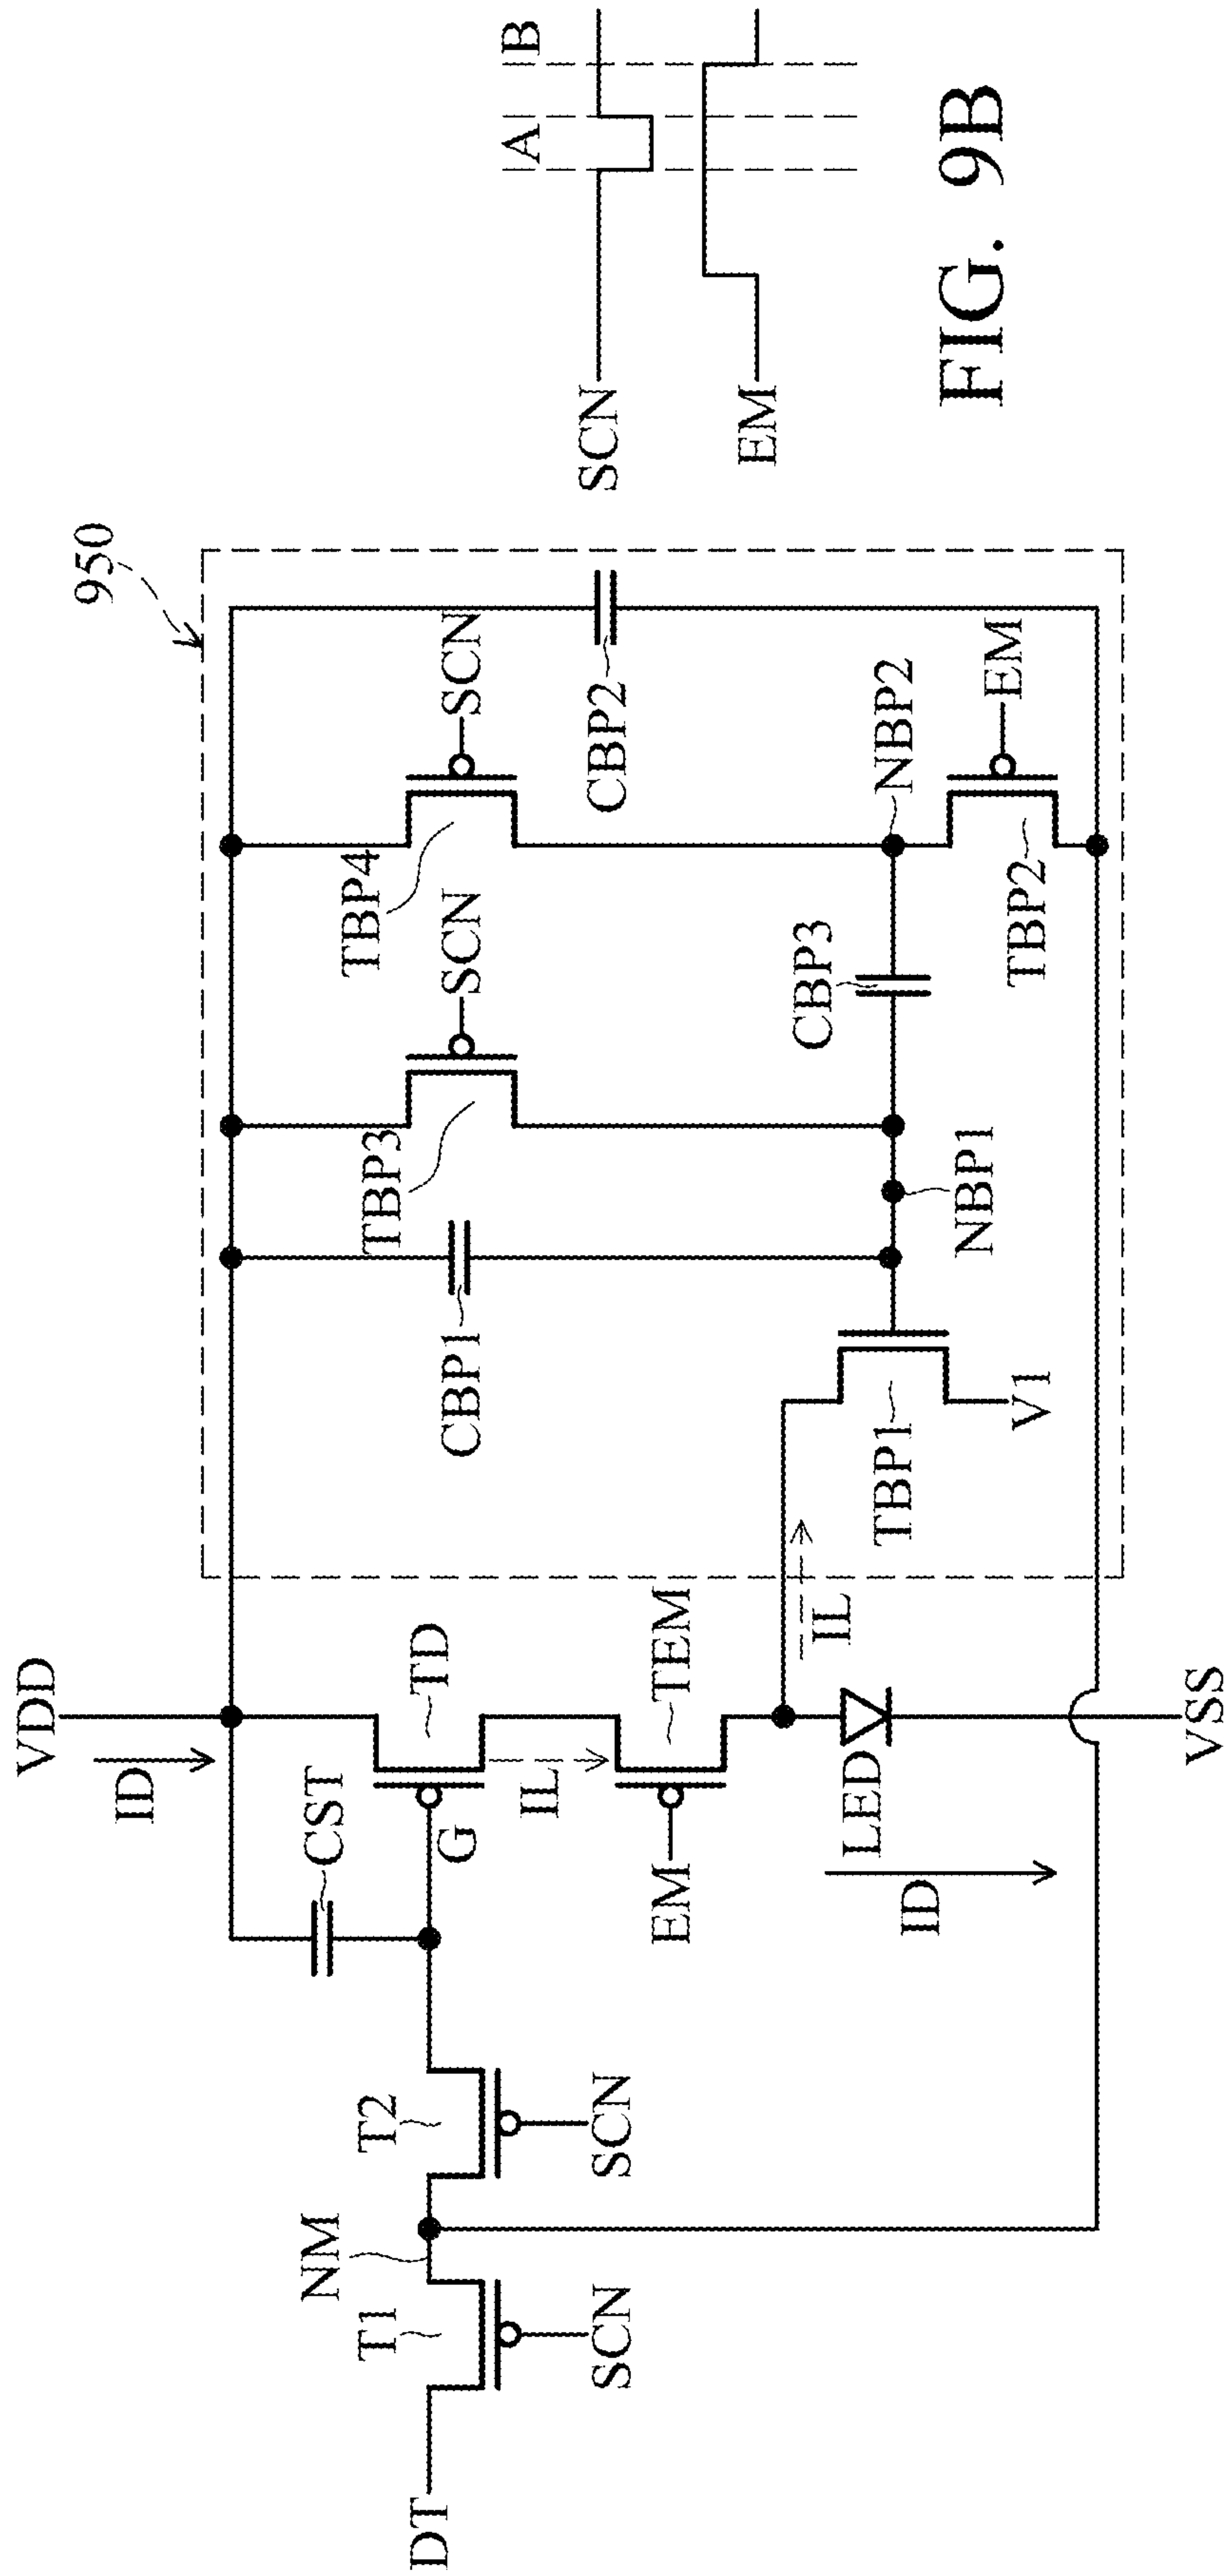 950
VDD
ID
CST
TD
G
IL
TEM
EM
IL
LED
ID
VSS
DT
T1
NM
T2
SCN
SCN
CBP1
TBP3
SCN
TBP4
SCN
CBP2
CBP3
NBP2
NBP1
TBP1
V1
TBP2
EM
A
B
SCN
EM
FIG. 9B